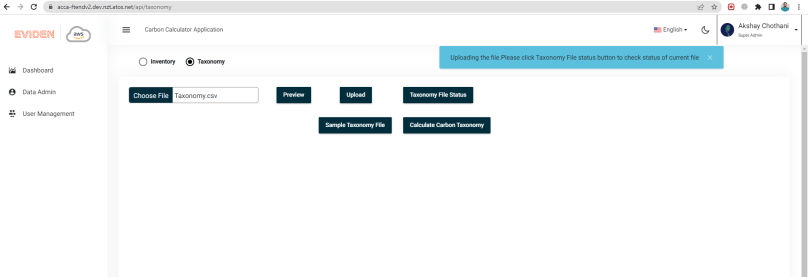 acca-ftendv2.dev.nzt.atos.net/api/taxonomy
EVIDEN aws
Carbon Calculator Application
English
Akshay Chothani
Super Admin
Inventory Taxonomy
Uploading the file.Please click Taxonomy File status button to check status of current file
Dashboard
Data Admin
User Management
Choose File Taxonomy.csv
Preview
Upload
Taxonomy File Status
Sample Taxonomy File
Calculate Carbon Taxonomy